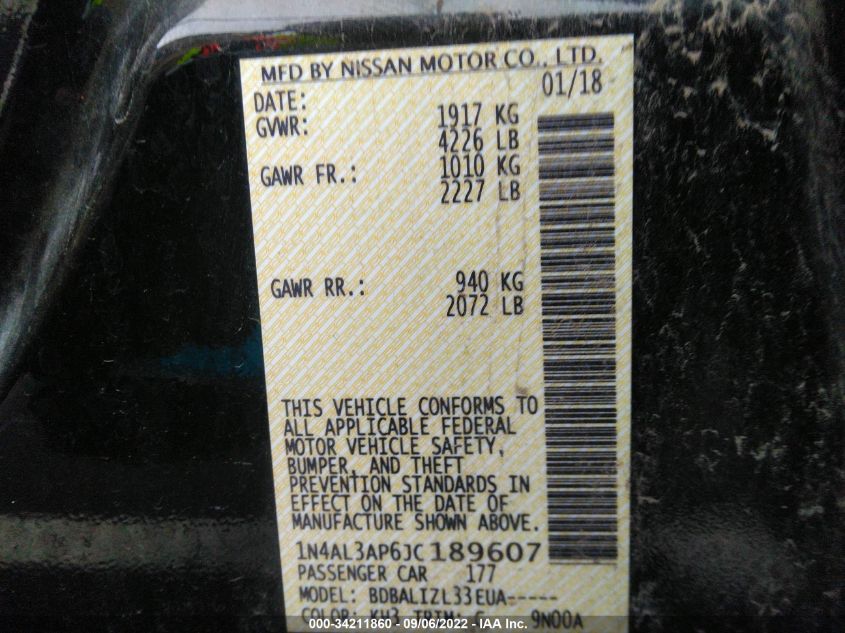 MFD BY NISSAN MOTOR CO., LTD.
DATE: 01/18
GVWR: 1917 KG
4226 LB
GAWR FR.: 1010 KG
2227 LB
GAWR RR.: 940 KG
2072 LB
THIS VEHICLE CONFORMS TO
ALL APPLICABLE FEDERAL
MOTOR VEHICLE SAFETY,
BUMPER, AND THEFT
PREVENTION STANDARDS IN
EFFECT ON THE DATE OF
MANUFACTURE SHOWN ABOVE.
1N4AL3AP6JC189607
PASSENGER CAR 177
MODEL: BDBALIZL33EUA-----
COLOR: KH3 TRIM: G 9N00A
000-34211860 - 09/06/2022 - IAA Inc.